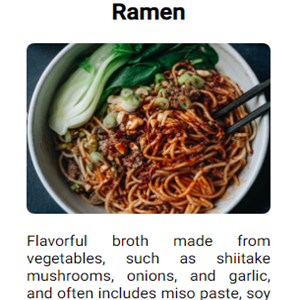 Ramen
Flavorful broth made from
vegetables, such as shiitake
mushrooms, onions, and garlic,
and often includes miso paste, soy